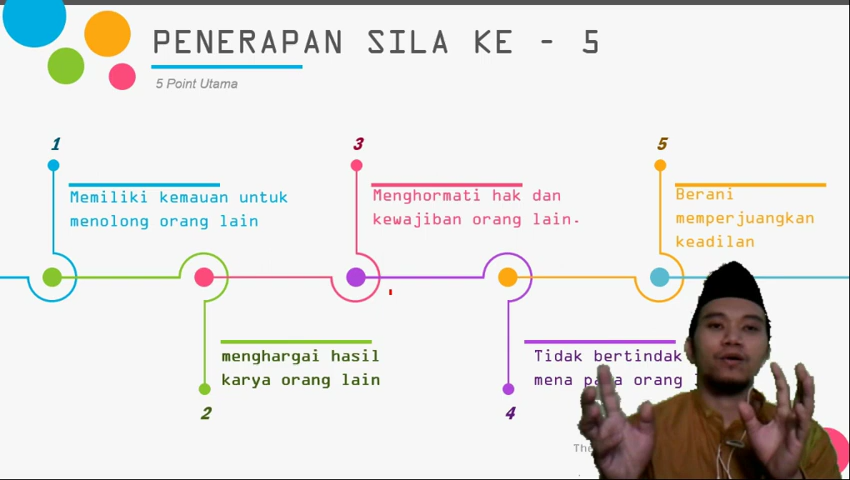 PENERAPAN SILA KE - 5
5 Point Utama
1
Memiliki kemauan untuk
menolong orang lain
2
menghargai hasil
karya orang lain
3
Menghormati hak dan
kewajiban orang lain.
4
Tidak bertindak
orang
5
Berani
memperjuangkan
keadilan